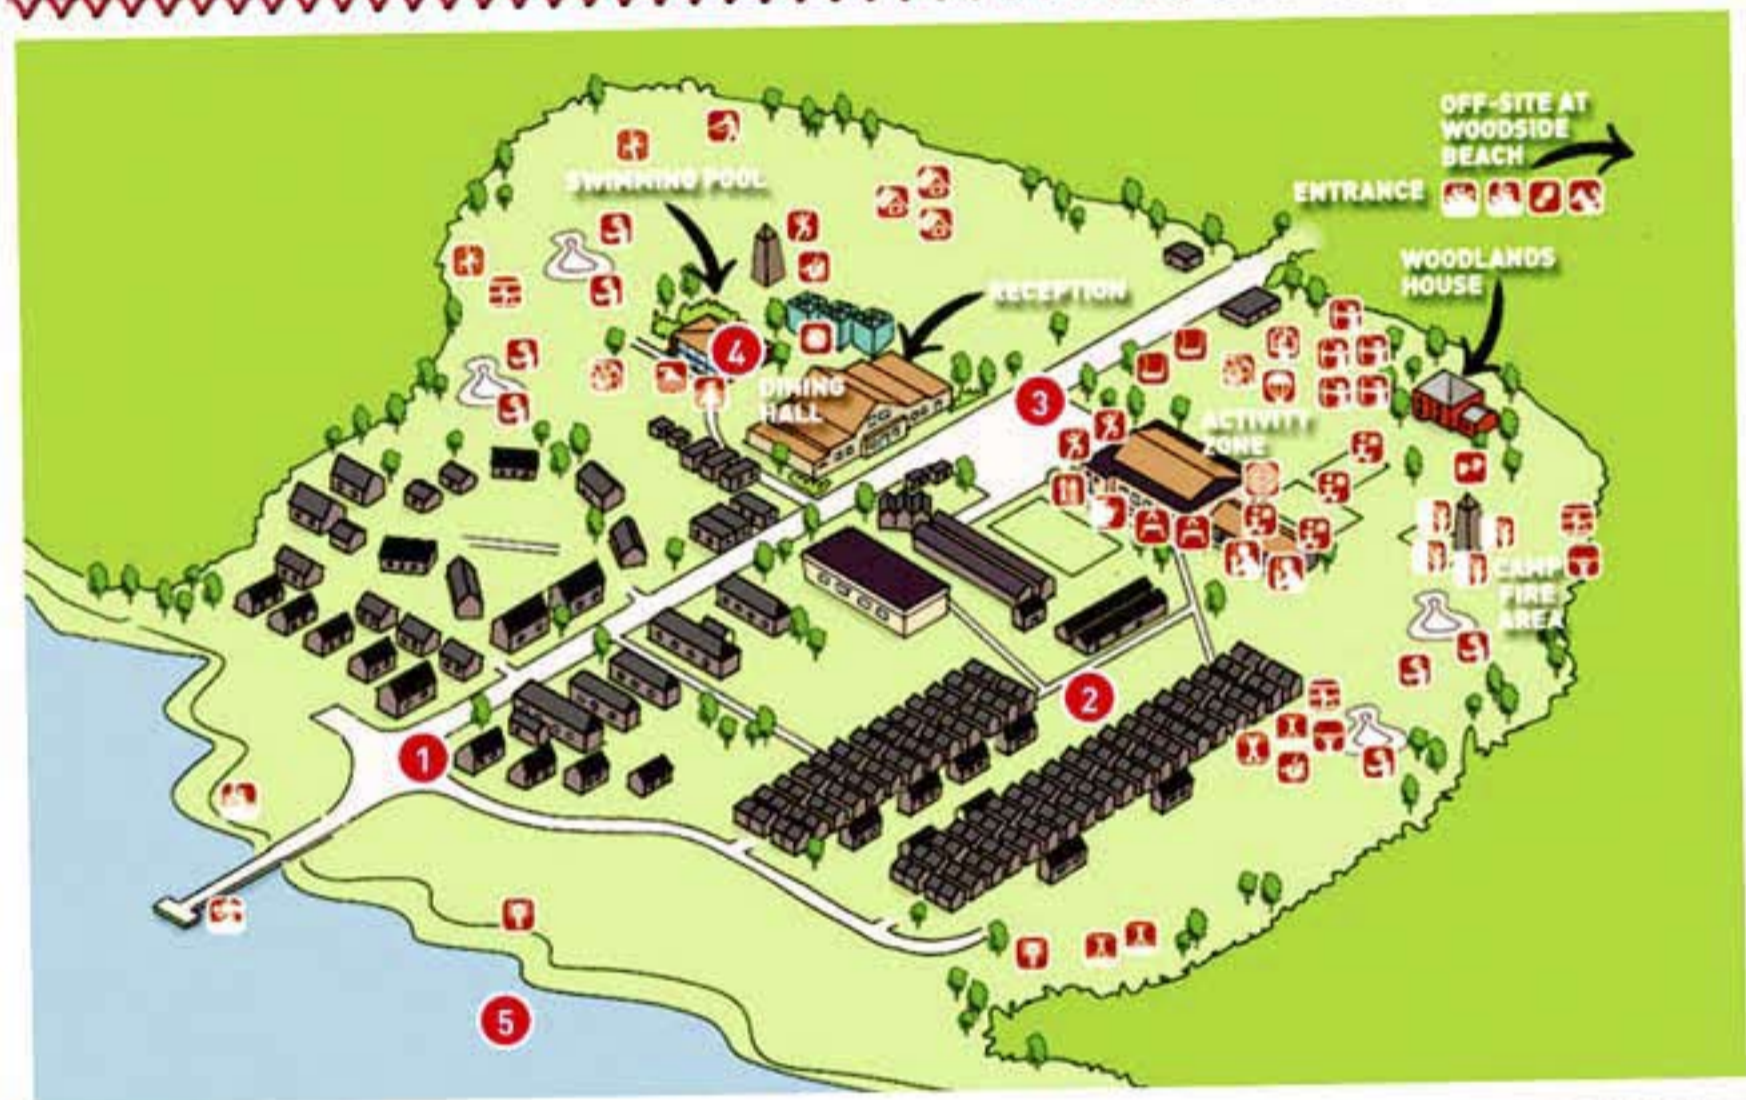 OFF-SITE AT
WOODSIDE
BEACH
ENTRANCE
SWIMMING POOL
WOODLANDS
HOUSE
RECEPTION
4
DINING
HALL
3
ACTIVITY
ZONE
CAMP
FIRE
AREA
2
1
5